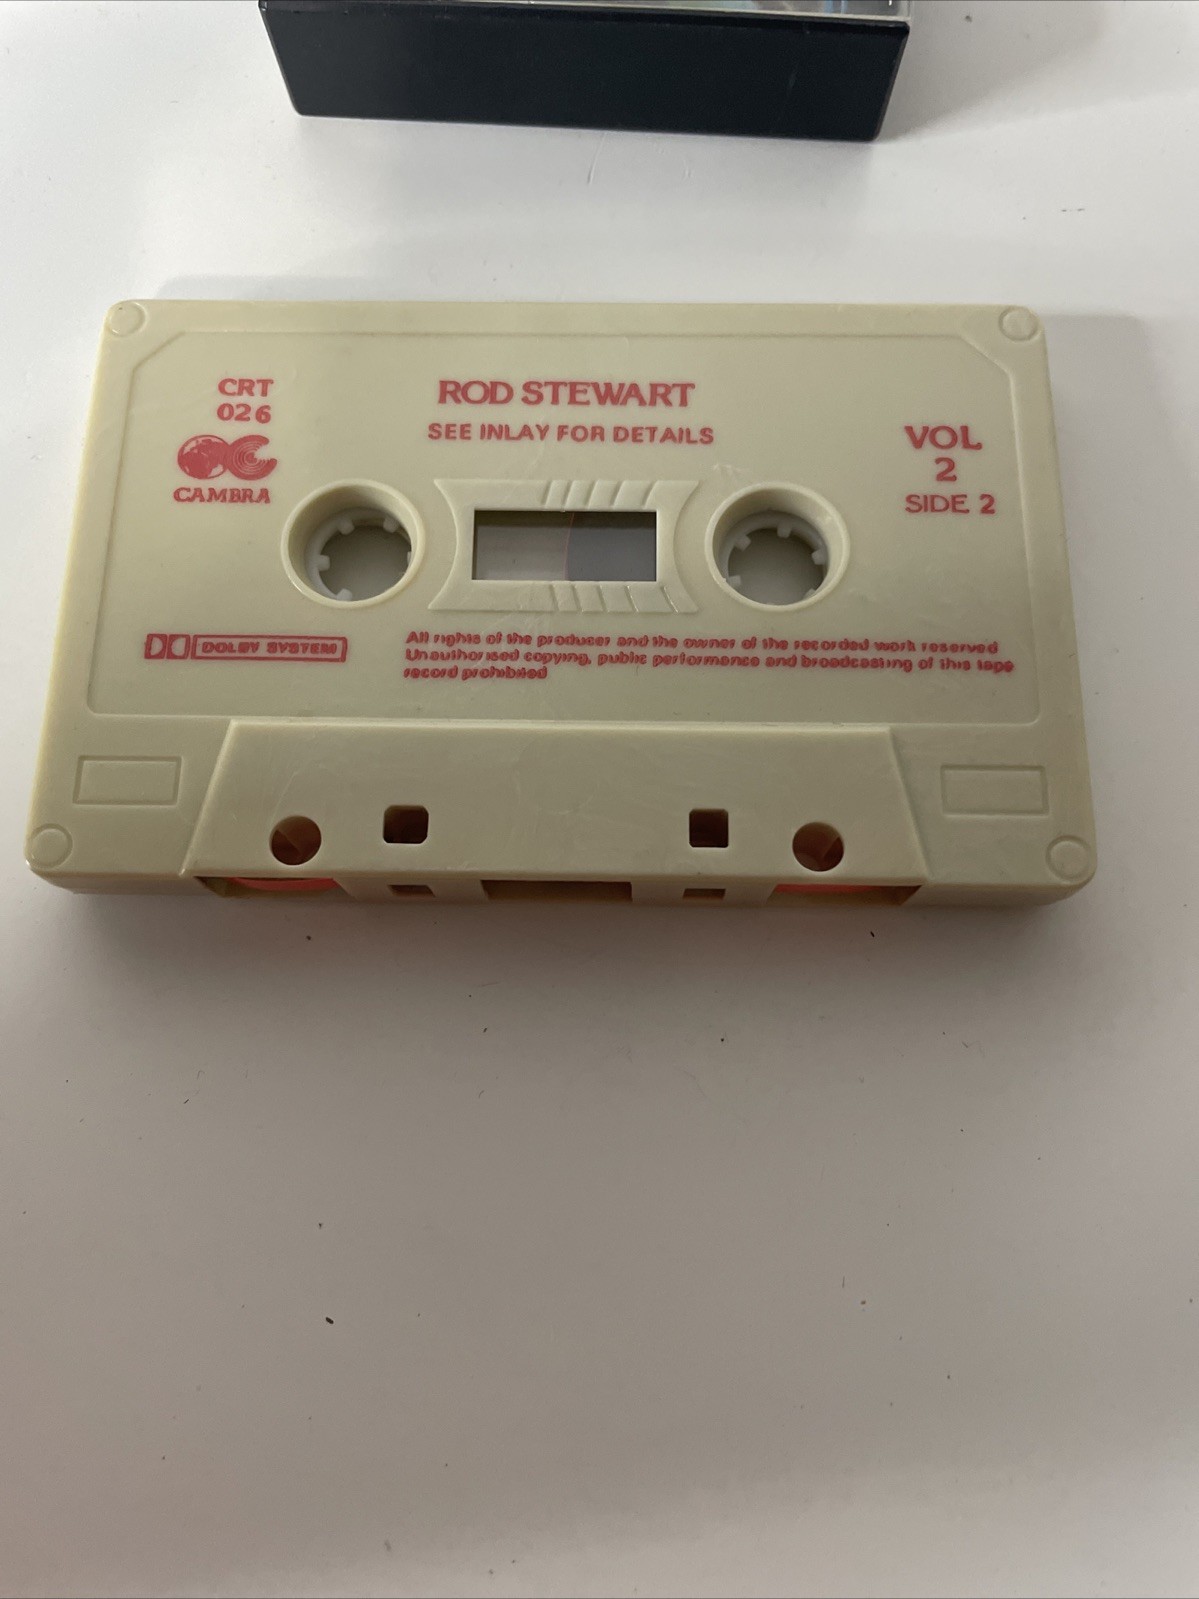 CRT
026
CAMBRA
ROD STEWART
SEE INLAY FOR DETAILS
VOL
2
SIDE 2
DOLBY SYSTEM
All rights of the producer and the owner of the recorded work reserved
Unauthorised copying, public performance and broadcasting of this tape
record prohibited